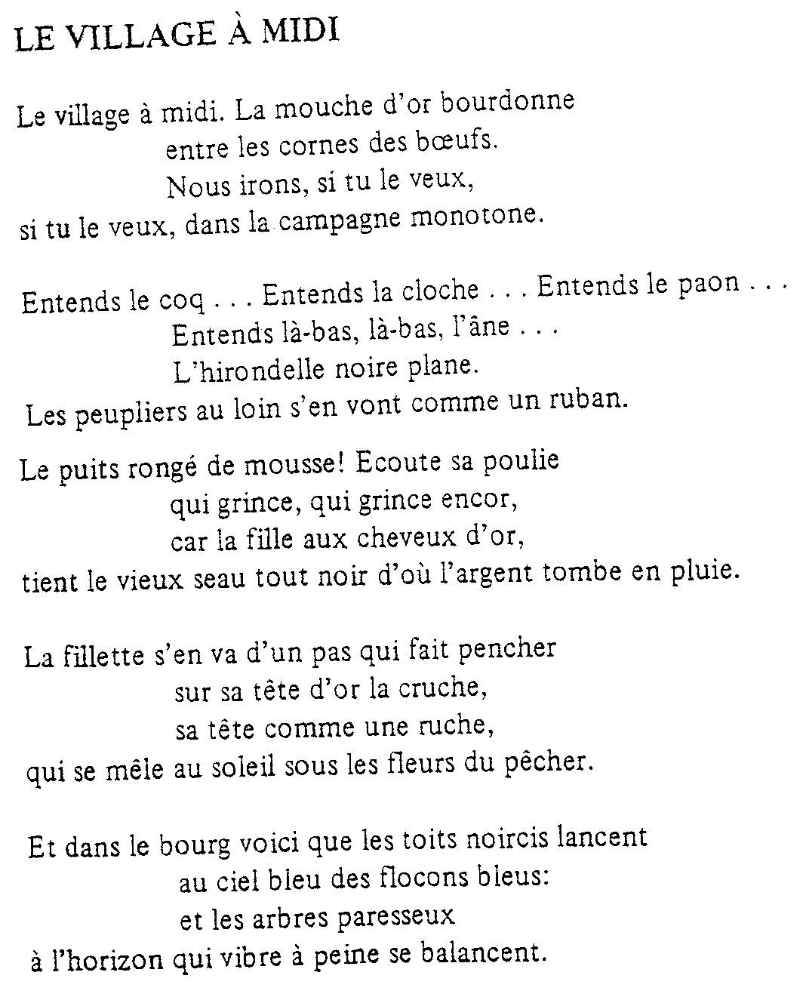 LE VILLAGE À MIDI
Le village à midi. La mouche d'or bourdonne
entre les cornes des bœufs.
Nous irons, si tu le veux,
si tu le veux, dans la campagne monotone.
Entends le coq . . . Entends la cloche . . . Entends le paon . . .
Entends là-bas, là-bas, l'âne . . .
L'hirondelle noire plane.
Les peupliers au loin s'en vont comme un ruban.
Le puits rongé de mousse! Ecoute sa poulie
qui grince, qui grince encor,
car la fille aux cheveux d'or,
tient le vieux seau tout noir d'où l'argent tombe en pluie.
La fillette s'en va d'un pas qui fait pencher
sur sa tête d'or la cruche,
sa tête comme une ruche,
qui se mêle au soleil sous les fleurs du pêcher.
Et dans le bourg voici que les toits noircis lancent
au ciel bleu des flocons bleus:
et les arbres paresseux
à l'horizon qui vibre à peine se balancent.